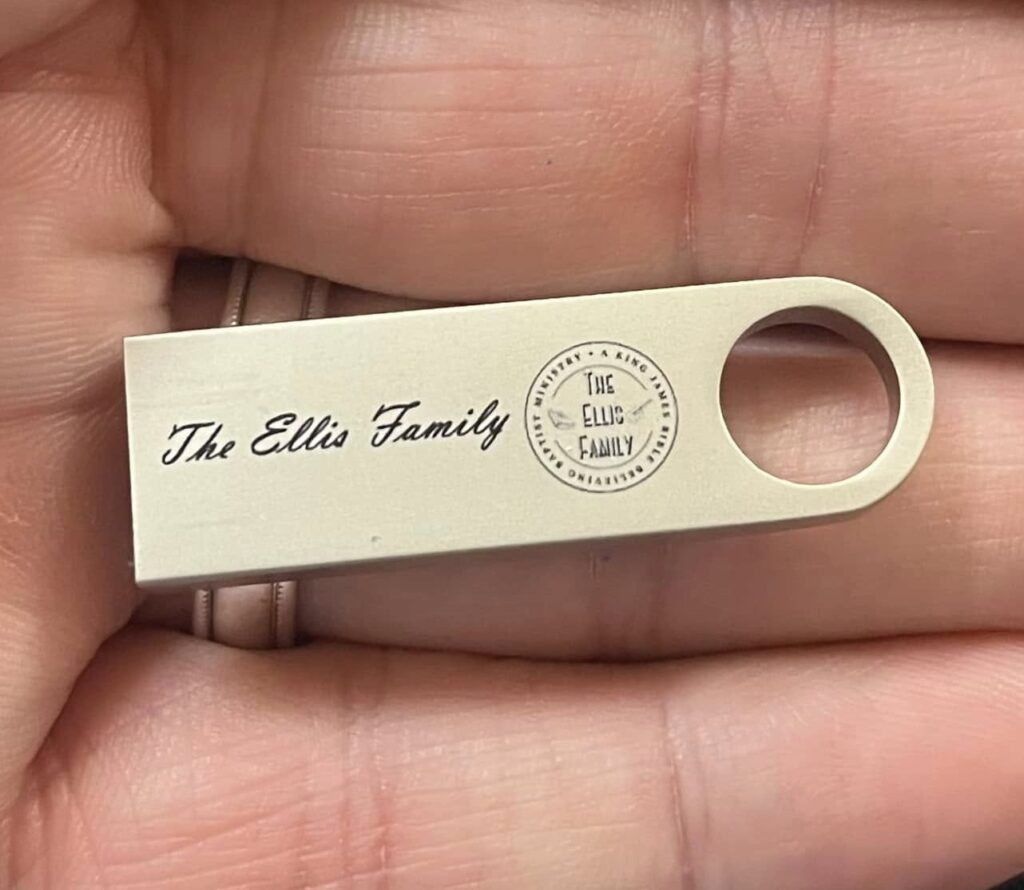 The Ellis Family
A KING JAMES BIBLE BELIEVING BAPTIST MINISTRY •
THE
ELLIS
FAMILY